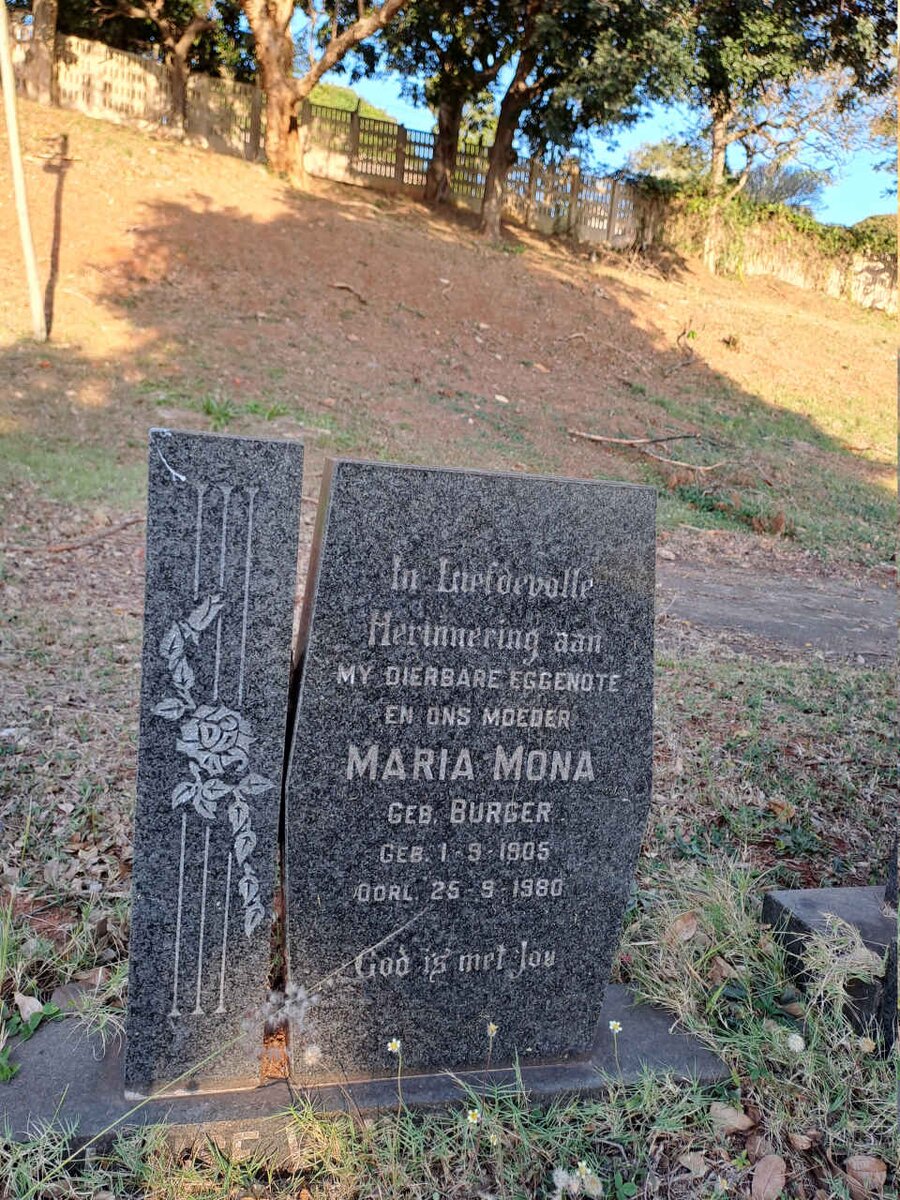 In Liefdevolle
Herinnering aan
MY DIERBARE EGGENOTE
EN ONS MOEDER
MARIA MONA
GEB. BURGER
GEB. 1-9-1905
OORL 25-9-1980
God is met Jou